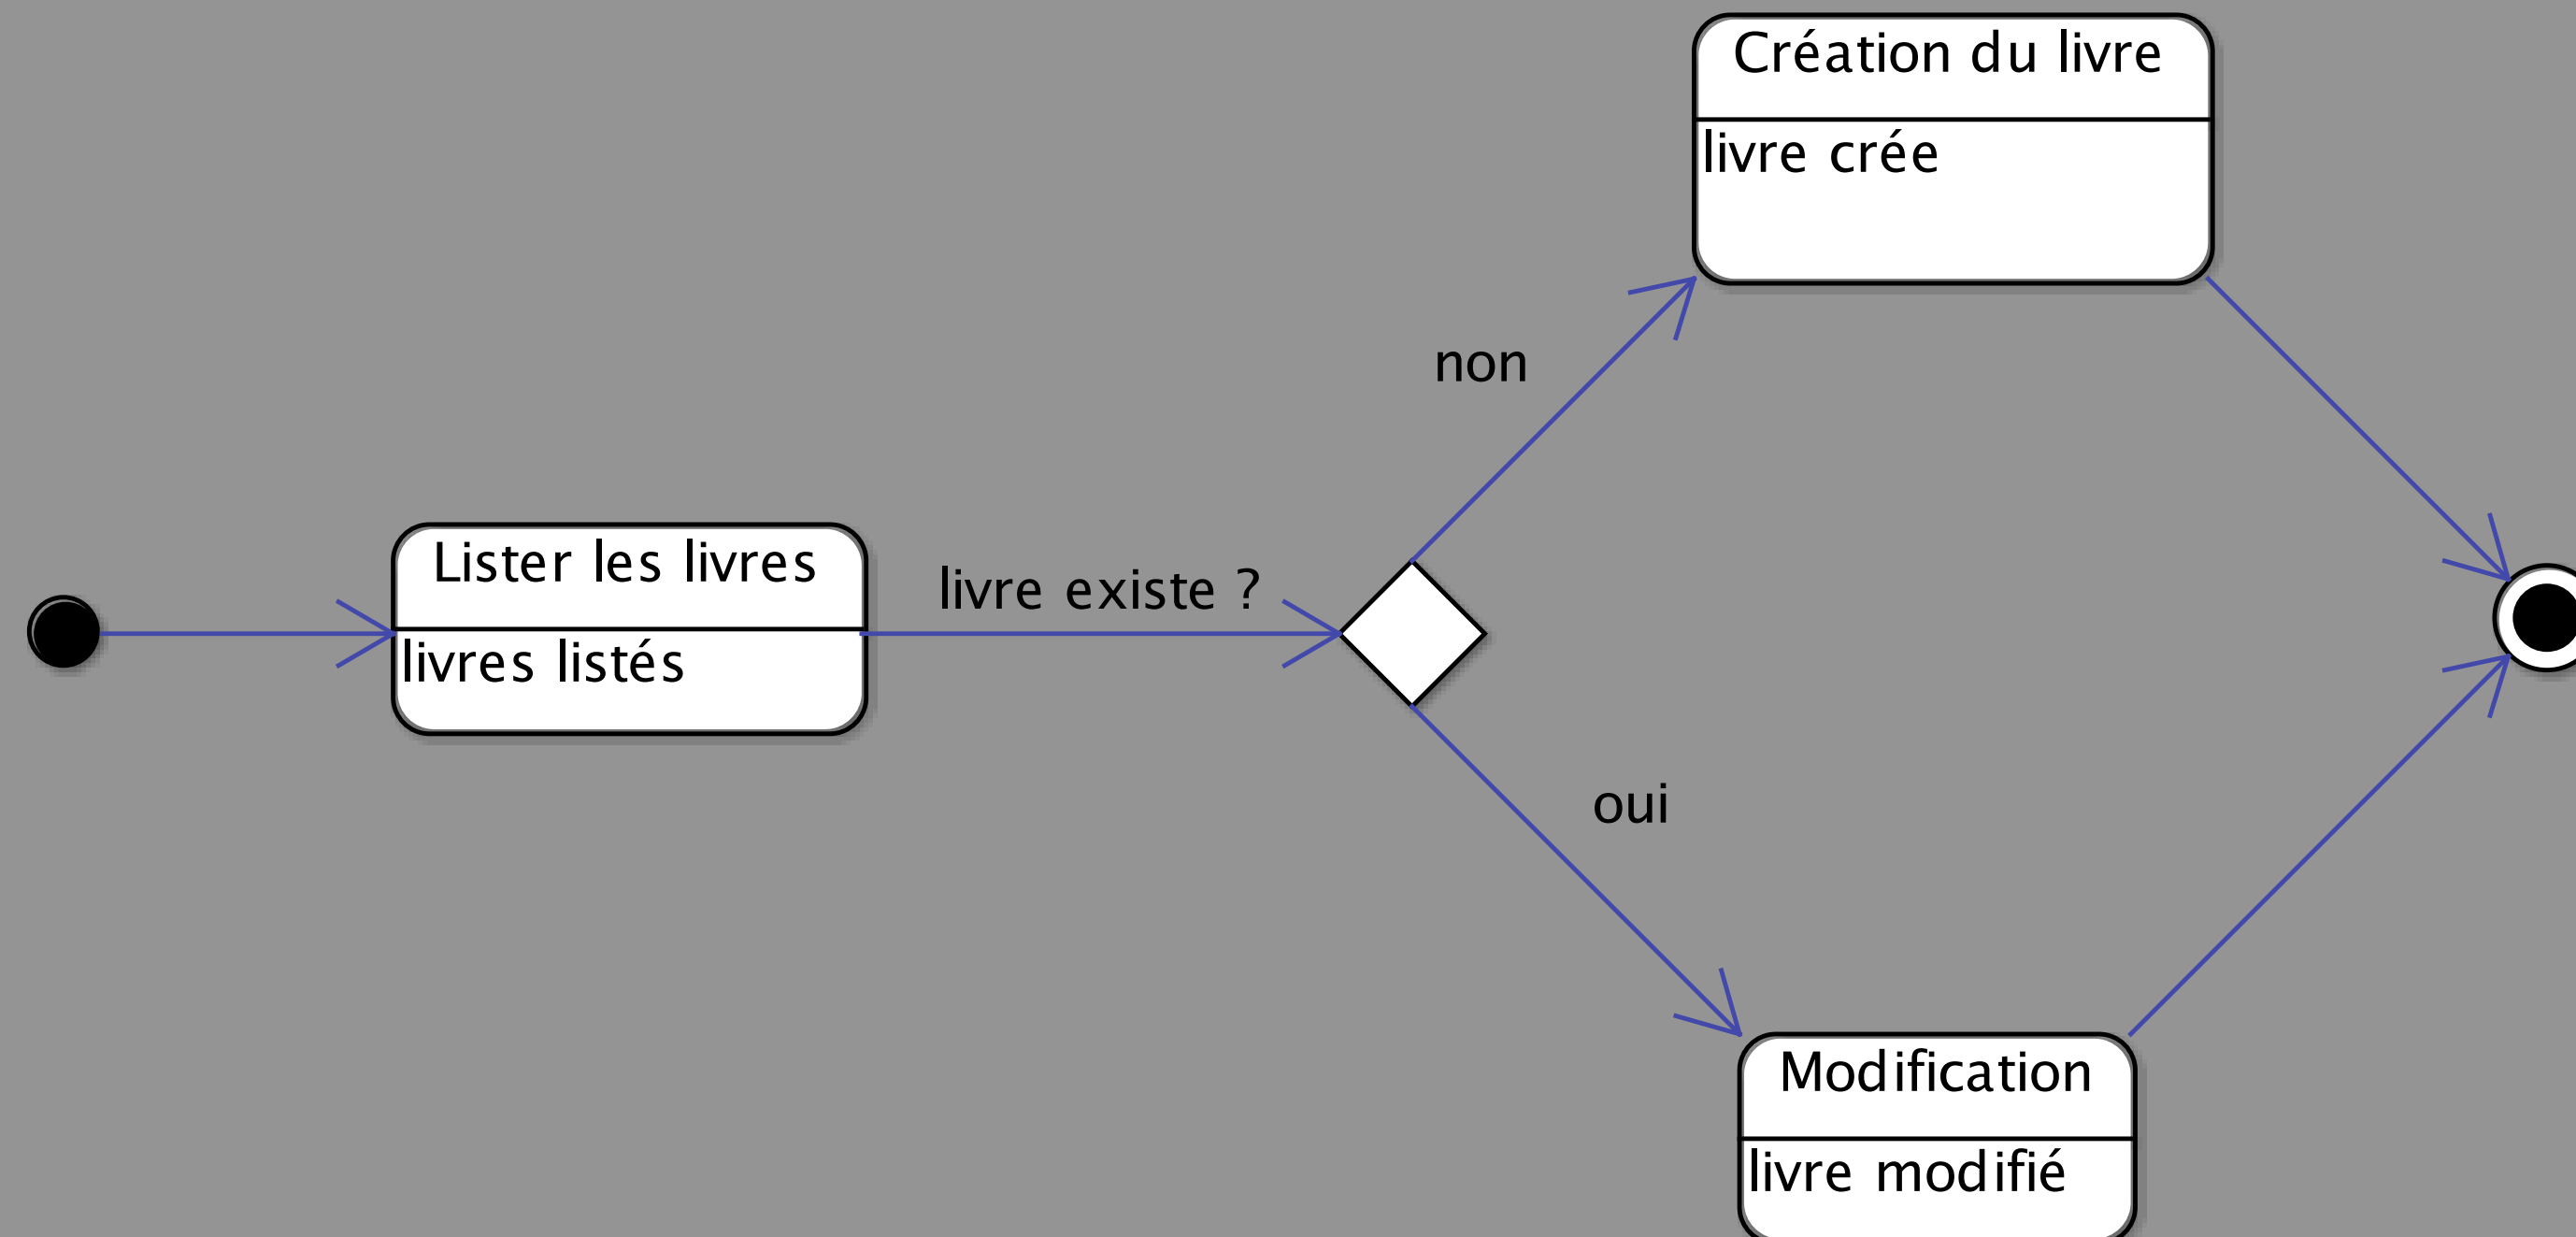 Création du livre
livre crée
non
Lister les livres
livres listés
livre existe ?
oui
Modification
livre modifié